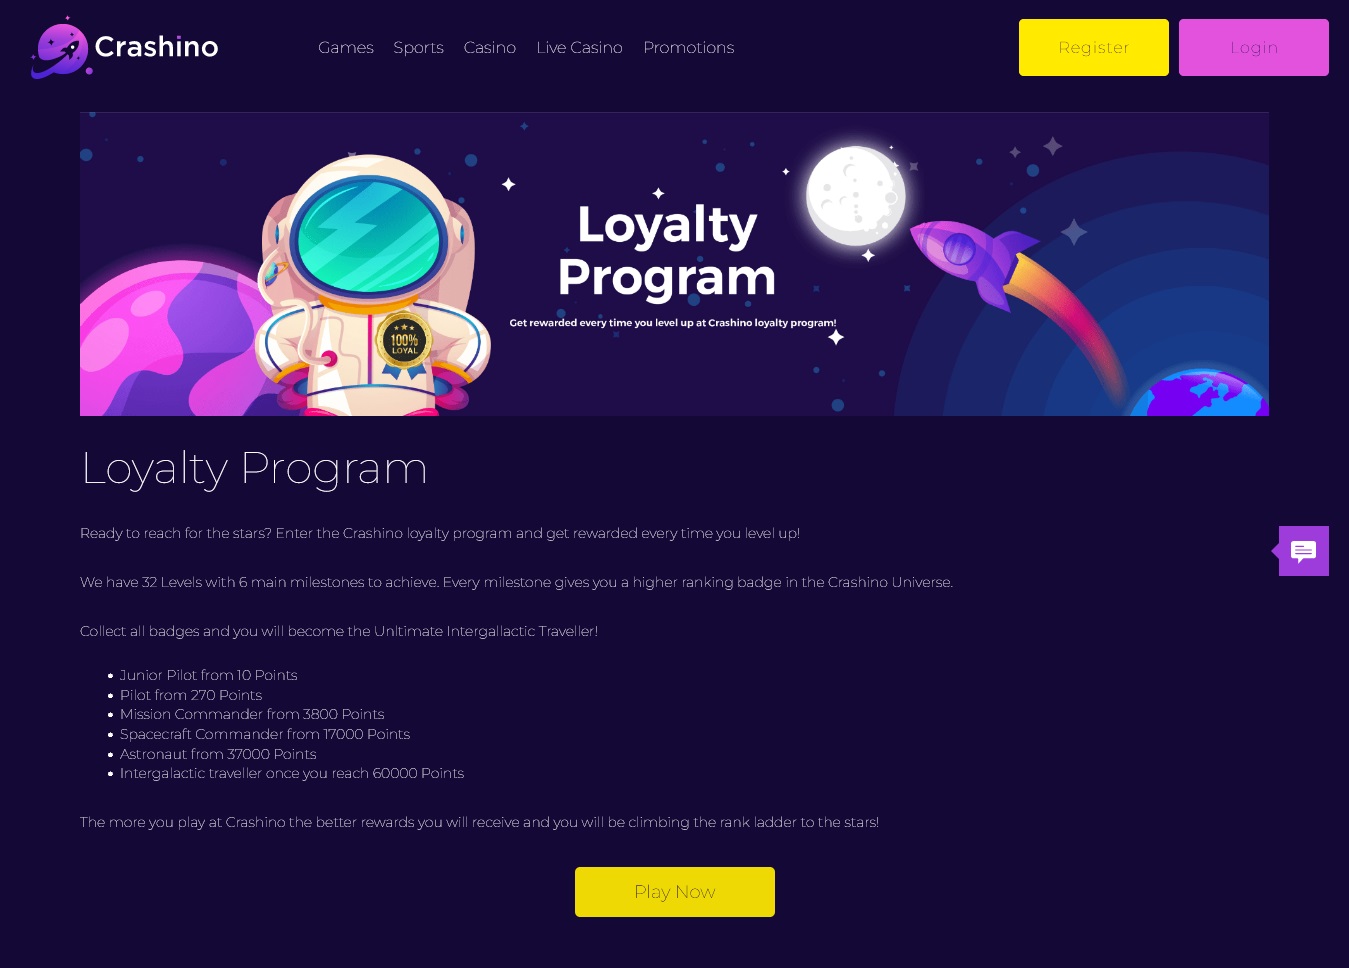 Crashino
Games Sports Casino Live Casino Promotions
Register Login
Loyalty
Program
Get rewarded every time you level up at Crashino loyalty program!
100%
LOYAL
Loyalty Program
Ready to reach for the stars? Enter the Crashino loyalty program and get rewarded every time you level up!
We have 32 Levels with 6 main milestones to achieve. Every milestone gives you a higher ranking badge in the Crashino Universe.
Collect all badges and you will become the Unltimate Intergallactic Traveller!
Junior Pilot from 10 Points
Pilot from 270 Points
Mission Commander from 3800 Points
Spacecraft Commander from 17000 Points
Astronaut from 37000 Points
Intergalactic traveller once you reach 60000 Points
The more you play at Crashino the better rewards you will receive and you will be climbing the rank ladder to the stars!
Play Now